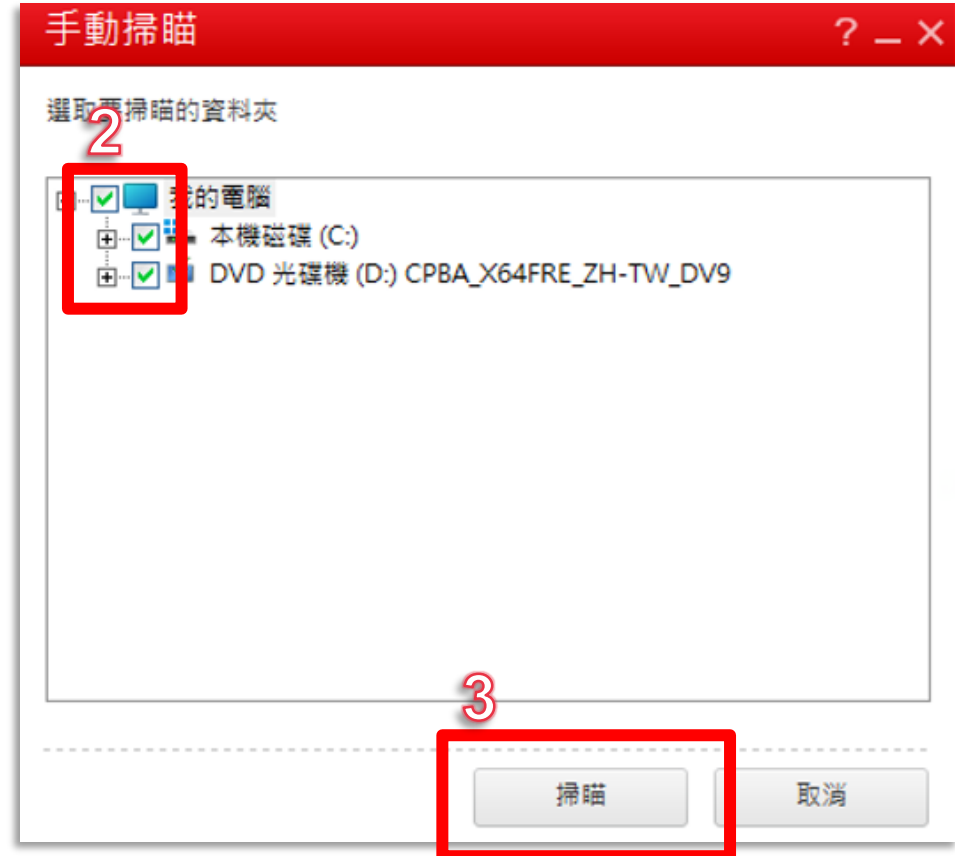 手動掃瞄
? _ ×
選取要掃瞄的資料夾
2
我的電腦
本機磁碟 (C:)
DVD 光碟機 (D:) CPBA_X64FRE_ZH-TW_DV9
3
掃瞄 取消